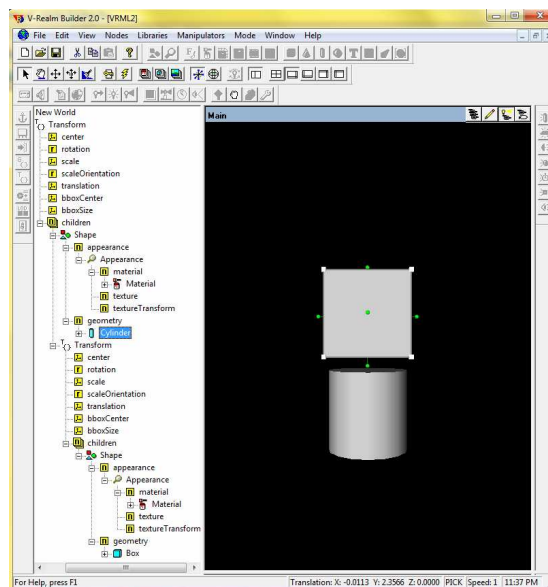 V-Realm Builder 2.0 - [VRML2]
File Edit View Nodes Libraries Manipulators Mode Window Help
New World
Transform
center
rotation
scale
scaleOrientation
translation
bboxCenter
bboxSize
children
Shape
appearance
Appearance
material
Material
texture
textureTransform
geometry
Cylinder
Transform
center
rotation
scale
scaleOrientation
translation
bboxCenter
bboxSize
children
Shape
appearance
Appearance
material
Material
texture
textureTransform
geometry
Box
Main
For Help, press F1
Translation: X: -0.0113 Y: 2.3566 Z: 0.0000 PICK Speed: 1 11:37 PM